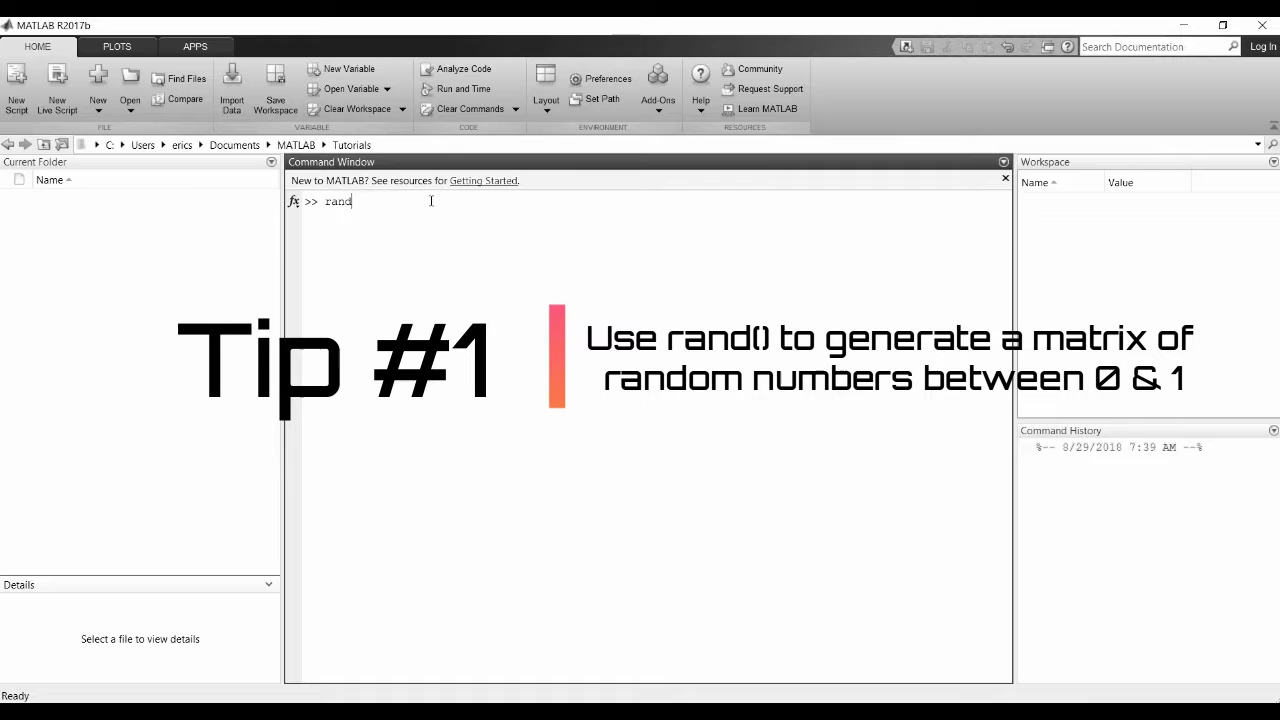 MATLAB R2017b
HOME PLOTS APPS
Search Documentation Log In
New Script
New Live Script
New
Open
Find Files
Compare
Import Data
Save Workspace
New Variable
Open Variable
Clear Workspace
Analyze Code
Run and Time
Clear Commands
Layout
Preferences
Set Path
Add-Ons
Help
Community
Request Support
Learn MATLAB
FILE VARIABLE CODE ENVIRONMENT RESOURCES
C: Users erics Documents MATLAB Tutorials
Current Folder
Name
Command Window
New to MATLAB? See resources for Getting Started.
fx >> rand
Workspace
Name Value
Tip #1
Use rand() to generate a matrix of
random numbers between 0 & 1
Command History
%-- 8/29/2018 7:39 AM --%
Details
Select a file to view details
Ready